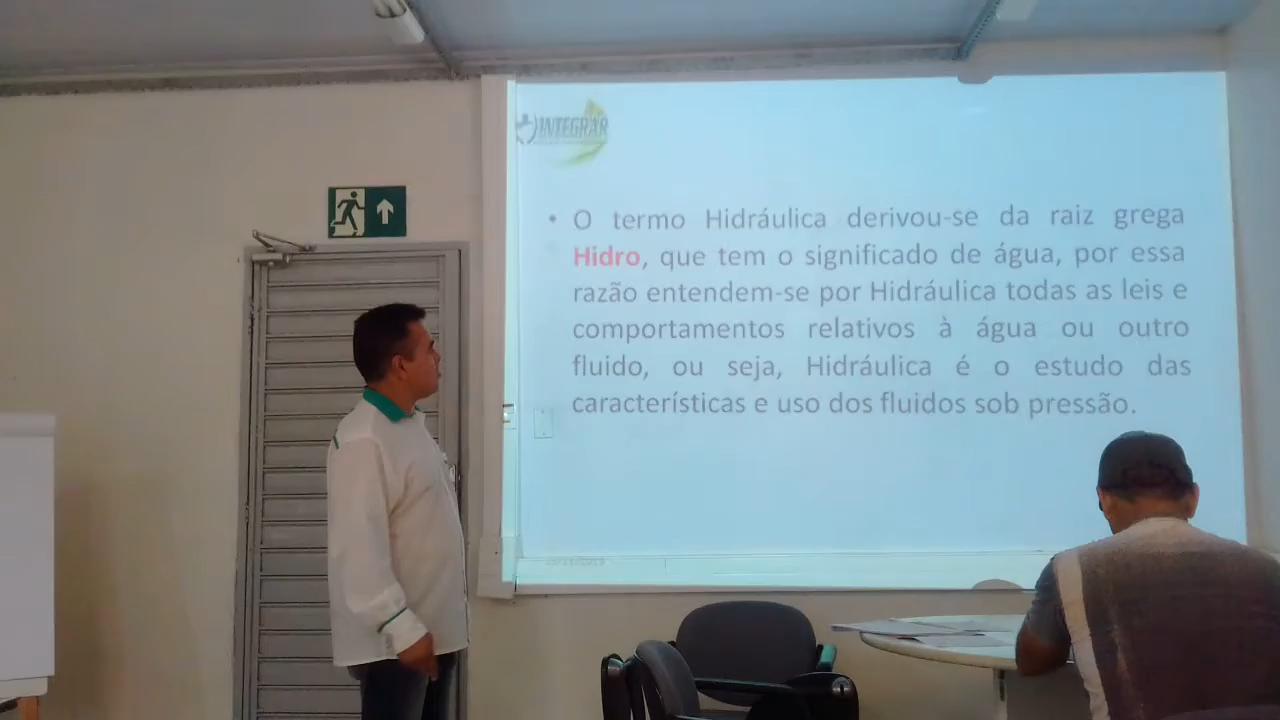 INTEGRAR
• O termo Hidráulica derivou-se da raiz grega
Hidro, que tem o significado de água, por essa
razão entendem-se por Hidráulica todas as leis e
comportamentos relativos à água ou outro
fluido, ou seja, Hidráulica é o estudo das
características e uso dos fluidos sob pressão.